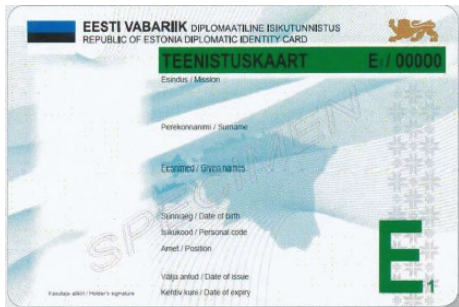 EESTI VABARIIK DIPLOMAATILINE ISIKUTUNNISTUS
REPUBLIC OF ESTONIA DIPLOMATIC IDENTITY CARD
TEENISTUSKAART E1/ 00000
Esindus / Mission
Perekonnanimi / Surname
Eesnimed / Given names
SPECIMEN
Sünniaeg / Date of birth
Isikukood / Personal code
Amet / Position
Välja antud / Date of issue
Kasutaja allkiri / Holder's signature
Kehtiv kuni / Date of expiry
E1